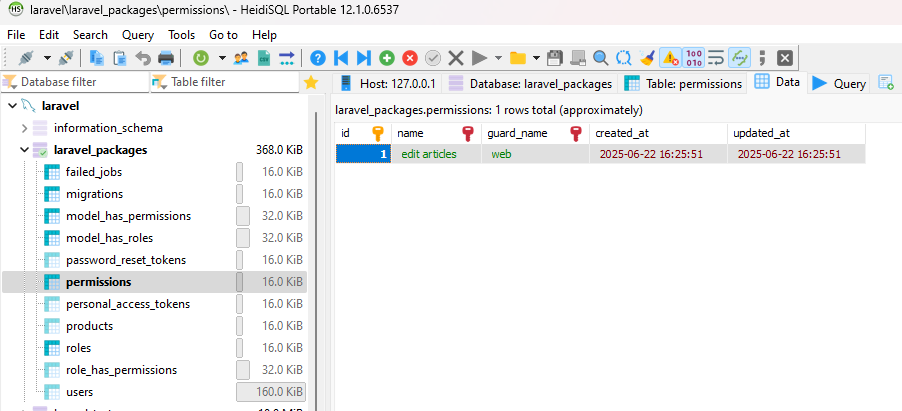 laravel\laravel_packages\permissions\ - HeidiSQL Portable 12.1.0.6537
File Edit Search Query Tools Go to Help
Database filter Table filter
Host: 127.0.0.1 Database: laravel_packages Table: permissions Data Query
laravel
information_schema
laravel_packages 368.0 KiB
failed_jobs 16.0 KiB
migrations 16.0 KiB
model_has_permissions 32.0 KiB
model_has_roles 32.0 KiB
password_reset_tokens 16.0 KiB
permissions 16.0 KiB
personal_access_tokens 16.0 KiB
products 16.0 KiB
roles 16.0 KiB
role_has_permissions 32.0 KiB
users 160.0 KiB
laravel_packages.permissions: 1 rows total (approximately)
id name guard_name created_at updated_at
1 edit articles web 2025-06-22 16:25:51 2025-06-22 16:25:51